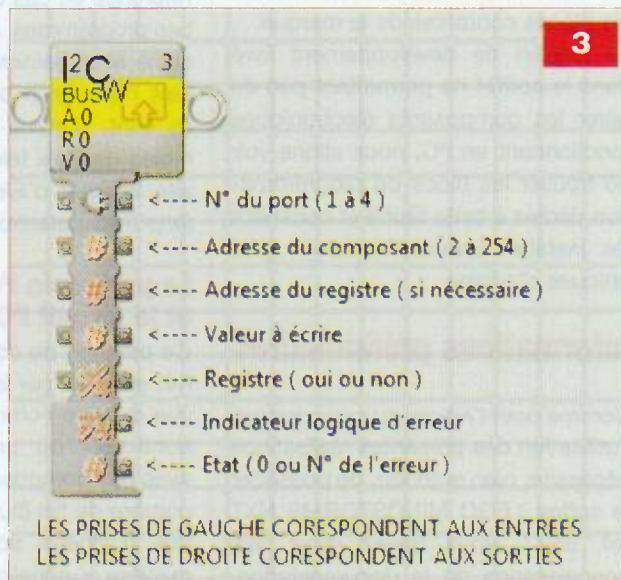 3
I²C 3
BUS W
A 0
R 0
V 0
<---- N° du port ( 1 à 4 )
# <---- Adresse du composant ( 2 à 254 )
# <---- Adresse du registre ( si nécessaire )
# <---- Valeur à écrire
<---- Registre ( oui ou non )
<---- Indicateur logique d'erreur
# <---- Etat ( 0 ou N° de l'erreur )
LES PRISES DE GAUCHE CORESPONDENT AUX ENTREES
LES PRISES DE DROITE CORESPONDENT AUX SORTIES